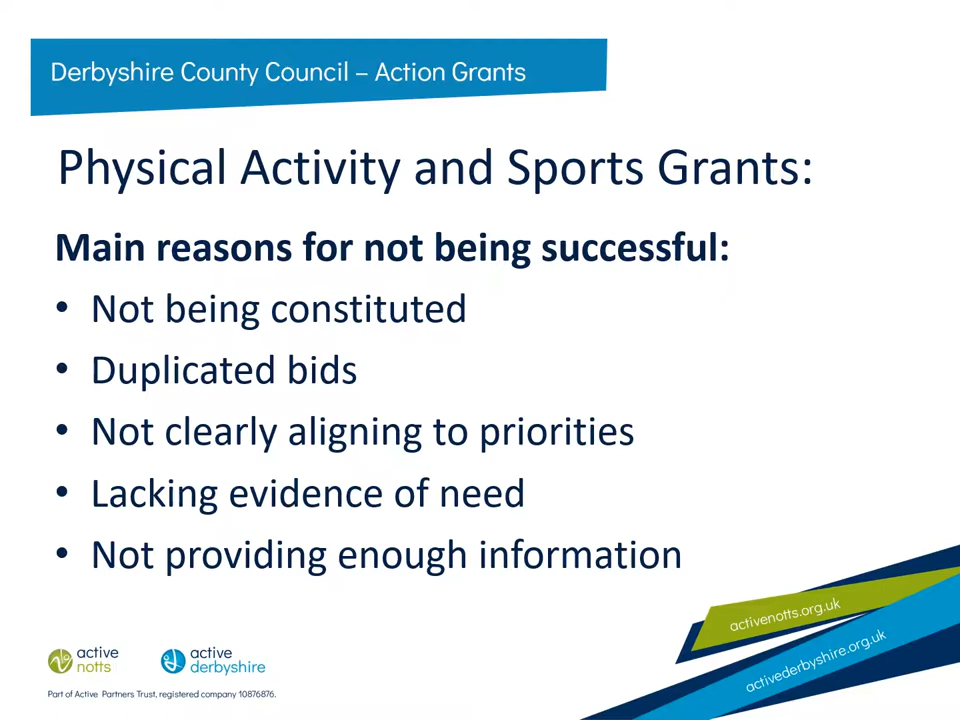 Derbyshire County Council – Action Grants
Physical Activity and Sports Grants:
Main reasons for not being successful:
• Not being constituted
• Duplicated bids
• Not clearly aligning to priorities
• Lacking evidence of need
• Not providing enough information
activenotts.org.uk
activederbyshire.org.uk
active notts
active derbyshire
Part of Active Partners Trust, registered company 10876876.